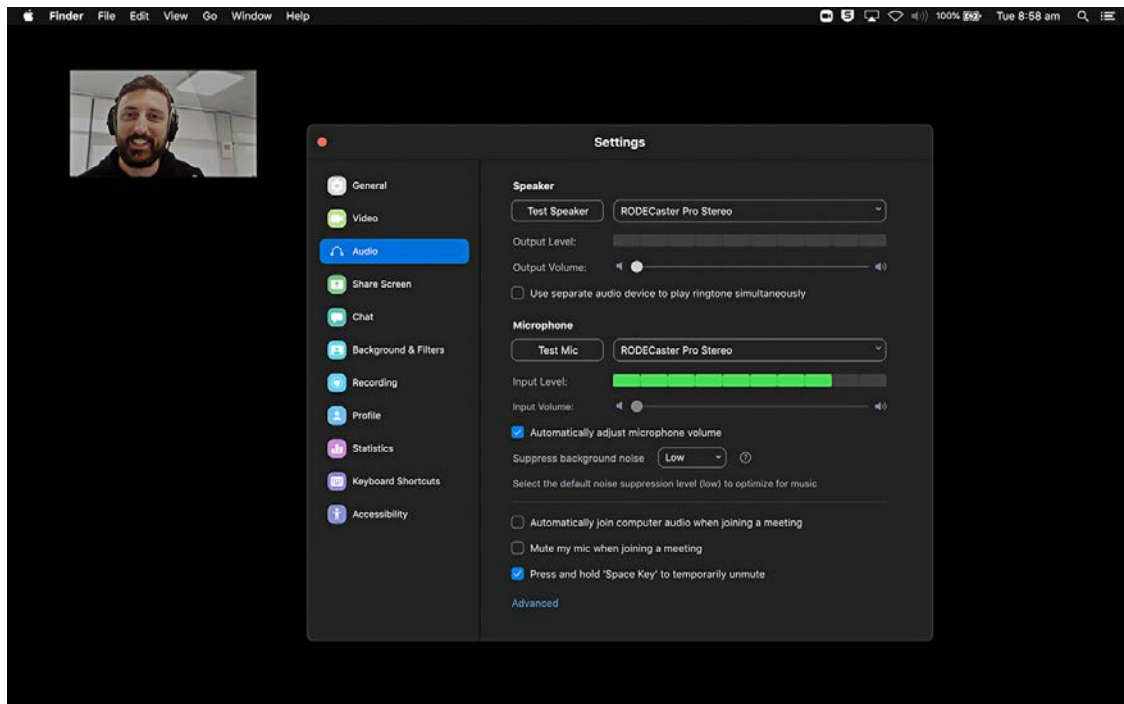 Finder File Edit View Go Window Help 100% Tue 8:58 am
Settings
General
Video
Audio
Share Screen
Chat
Background & Filters
Recording
Profile
Statistics
Keyboard Shortcuts
Accessibility
Speaker
Test Speaker RODECaster Pro Stereo
Output Level:
Output Volume:
Use separate audio device to play ringtone simultaneously
Microphone
Test Mic RODECaster Pro Stereo
Input Level:
Input Volume:
Automatically adjust microphone volume
Suppress background noise Low
Select the default noise suppression level (low) to optimize for music
Automatically join computer audio when joining a meeting
Mute my mic when joining a meeting
Press and hold 'Space Key' to temporarily unmute
Advanced